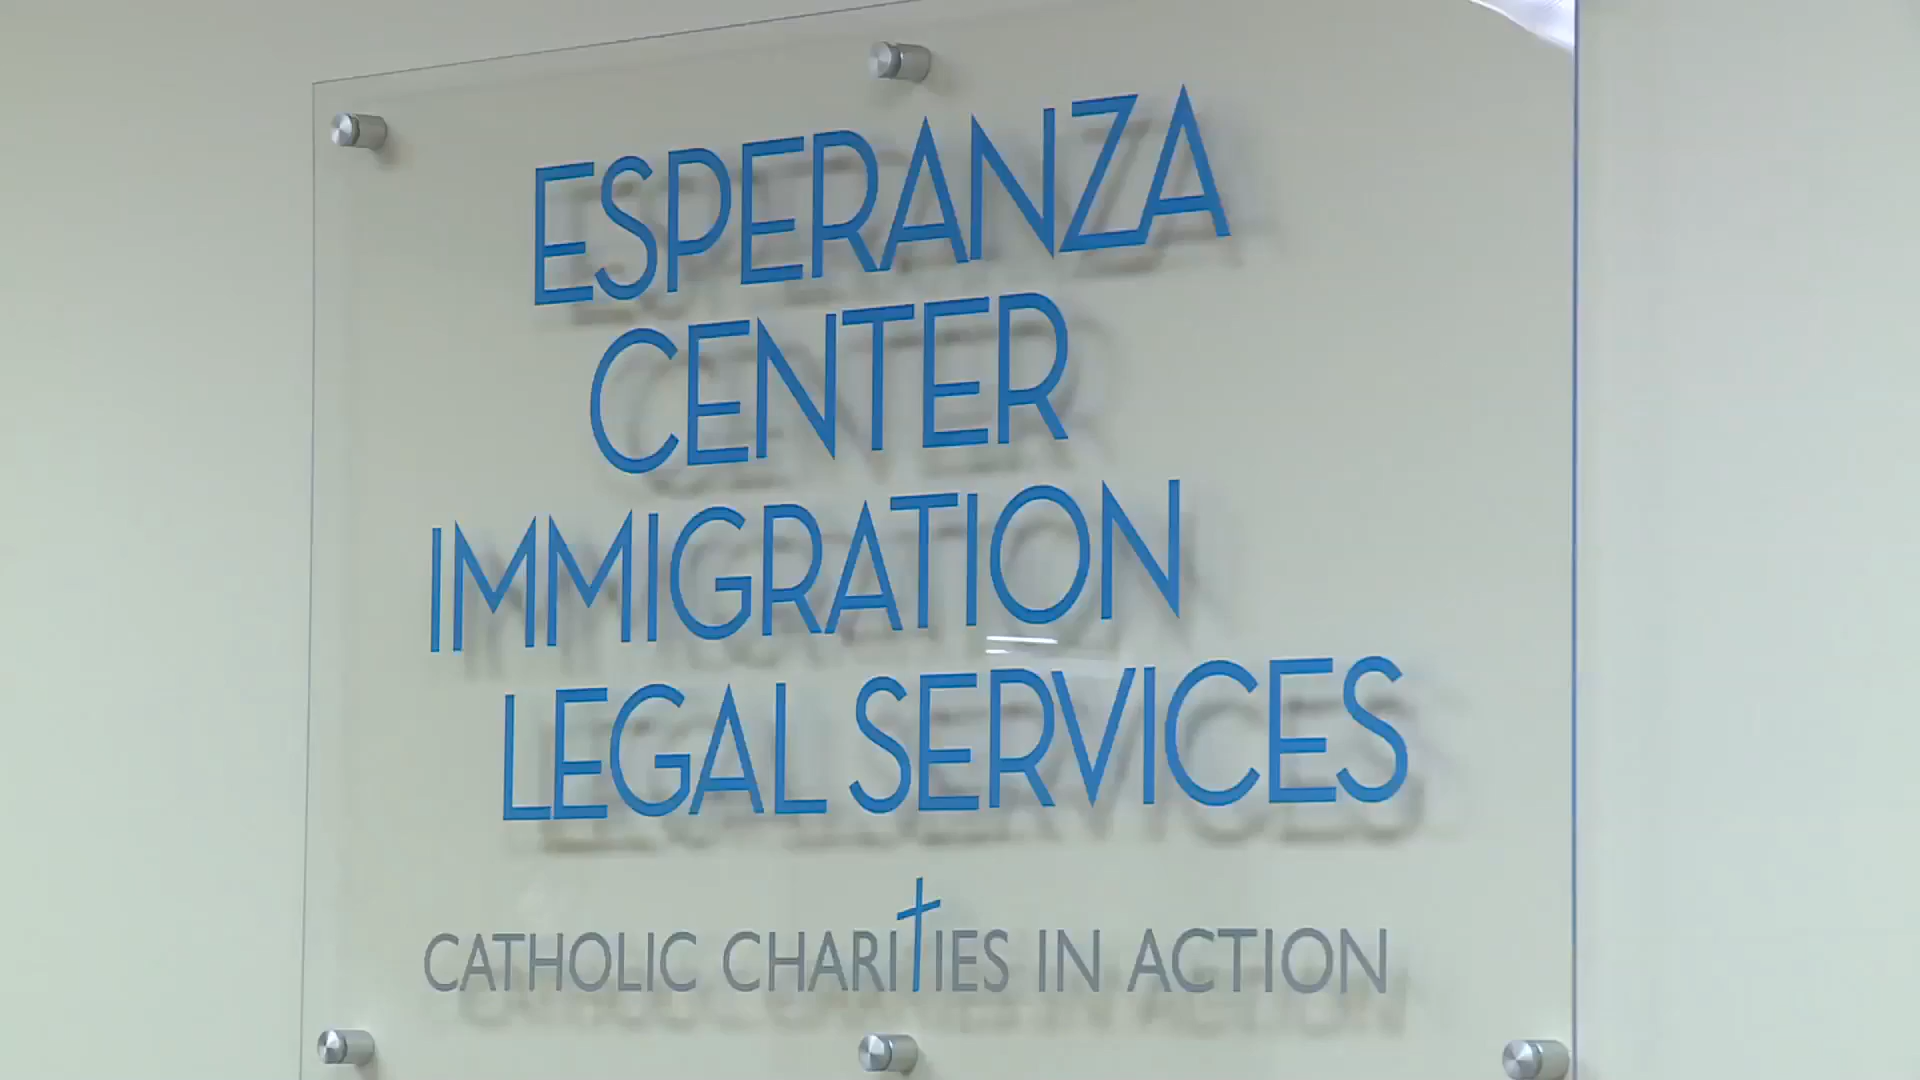 ESPERANZA
CENTER
IMMIGRATION
LEGAL SERVICES
CATHOLIC CHARITIES IN ACTION